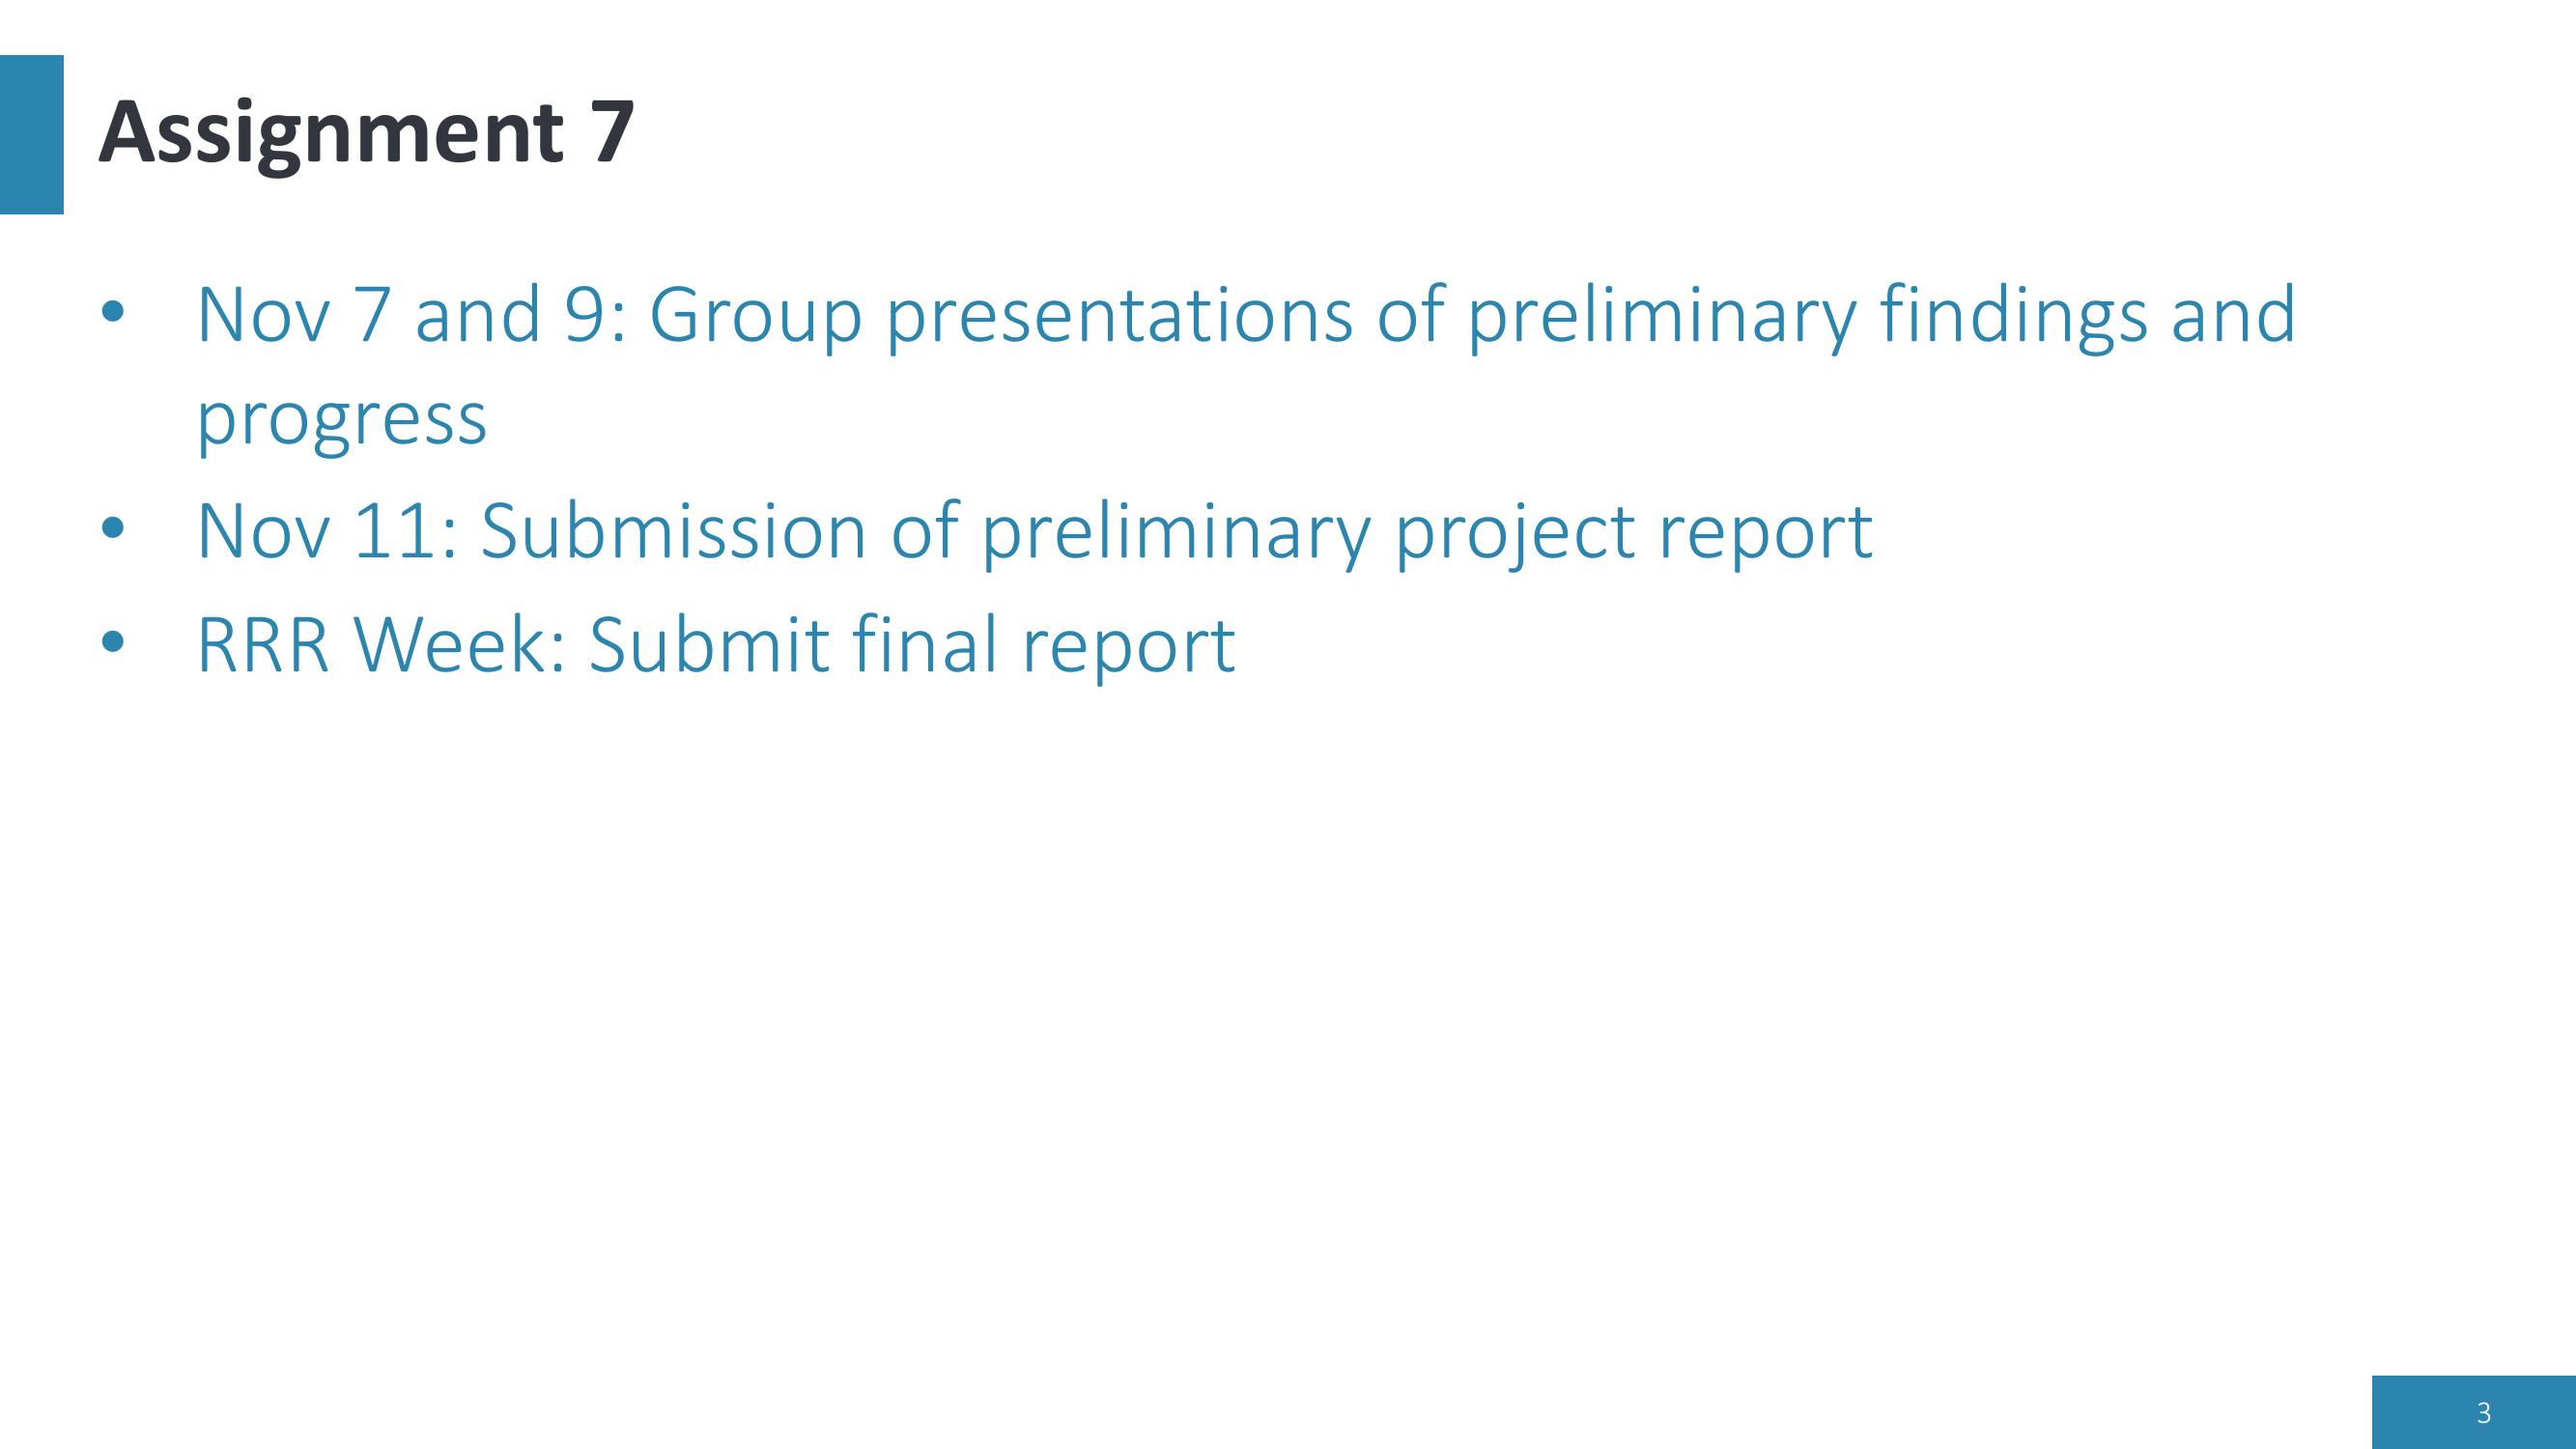 Assignment 7
• Nov 7 and 9: Group presentations of preliminary findings and
progress
• Nov 11: Submission of preliminary project report
• RRR Week: Submit final report
3